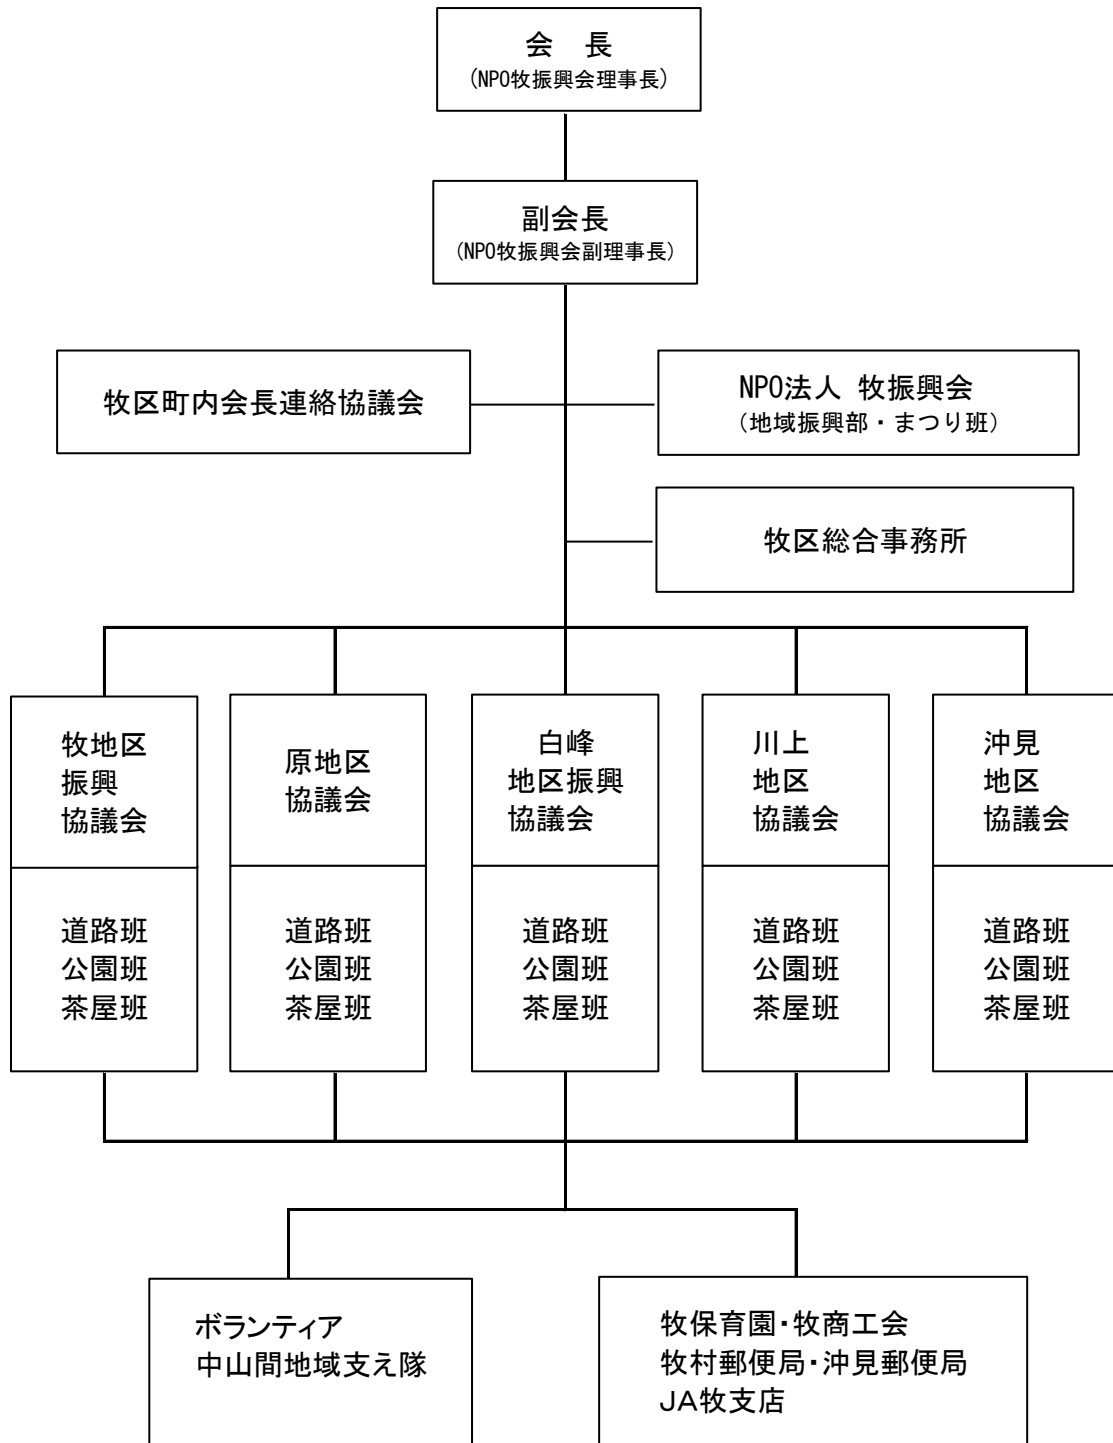 会　長
（NPO牧振興会理事長）
副会長
（NPO牧振興会副理事長）
牧区町内会長連絡協議会
NPO法人 牧振興会
（地域振興部・まつり班）
牧区総合事務所
牧地区
振興
協議会
原地区
協議会
白峰
地区振興
協議会
川上
地区
協議会
沖見
地区
協議会
道路班
公園班
茶屋班
道路班
公園班
茶屋班
道路班
公園班
茶屋班
道路班
公園班
茶屋班
道路班
公園班
茶屋班
ボランティア
中山間地域支え隊
牧保育園・牧商工会
牧村郵便局・沖見郵便局
JA牧支店